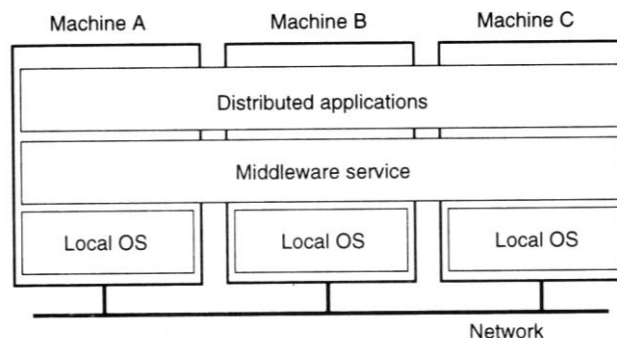 Machine A Machine B Machine C
Distributed applications
Middleware service
Local OS Local OS Local OS
Network